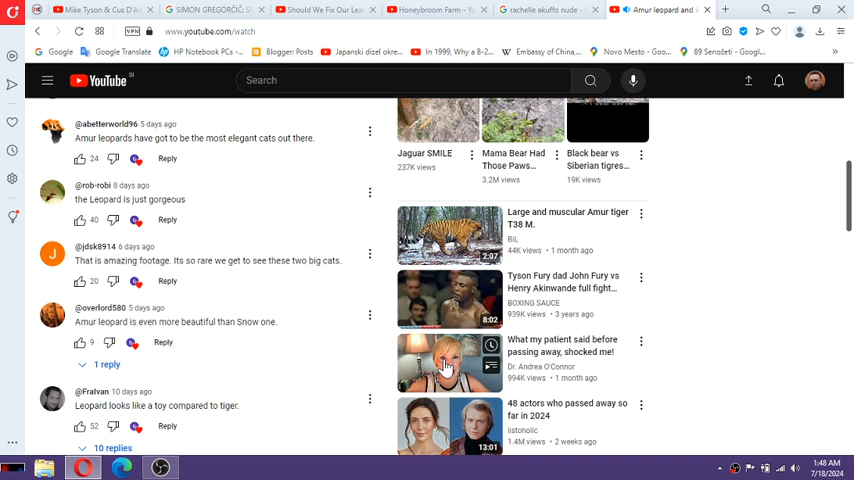 Mike Tyson & Cus D'An
SIMON GREGORČIČ: S
Should We Fix Our Lea
Honeybroom Farm - Yo
rachelle akuffo nude -
Amur leopard and A
VPN
www.youtube.com/watch
Google
Google Translate
HP Notebook PCs -...
Blogger: Posts
Japanski dizel okre...
In 1999, Why a B-2...
Embassy of China,...
Novo Mesto - Goo...
89 Senožeti - Googl...
YouTube SI
Search
@abetterworld96 5 days ago
Amur leopards have got to be the most elegant cats out there.
24 Reply
@rob-robi 8 days ago
the Leopard is just gorgeous
40 Reply
@jdsk8914 6 days ago
J
That is amazing footage. Its so rare we get to see these two big cats.
20 Reply
@overlord580 5 days ago
Amur leopard is even more beautiful than Snow one.
9 Reply
1 reply
@FraIvan 10 days ago
Leopard looks like a toy compared to tiger.
52 Reply
10 replies
Jaguar SMILE
237K views
Mama Bear Had
Those Paws...
3.2M views
Black bear vs
Siberian tigres...
19K views
Large and muscular Amur tiger
T38 M.
BiL
44K views • 1 month ago
2:07
Tyson Fury dad John Fury vs
Henry Akinwande full fight...
BOXING SAUCE
939K views • 3 years ago
8:02
What my patient said before
passing away, shocked me!
Dr. Andrea O'Connor
994K views • 1 month ago
48 actors who passed away so
far in 2024
listoholic
1.4M views • 2 weeks ago
13:01
1:48 AM
7/18/2024